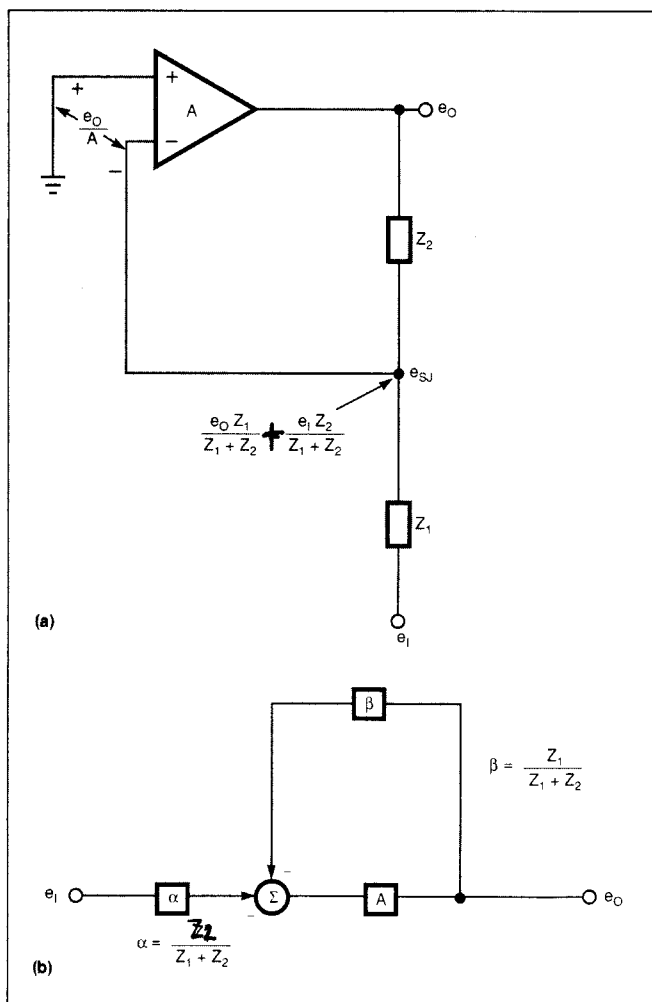 +
+
A
e_O
e_O
A
−
−
Z_2
e_SJ
e_O Z_1 + e_I Z_2
Z_1 + Z_2   Z_1 + Z_2
Z_1
(a)
e_I
β
β = Z_1
Z_1 + Z_2
−
e_I α − Σ A e_O
α = Z2
Z_1 + Z_2
(b)